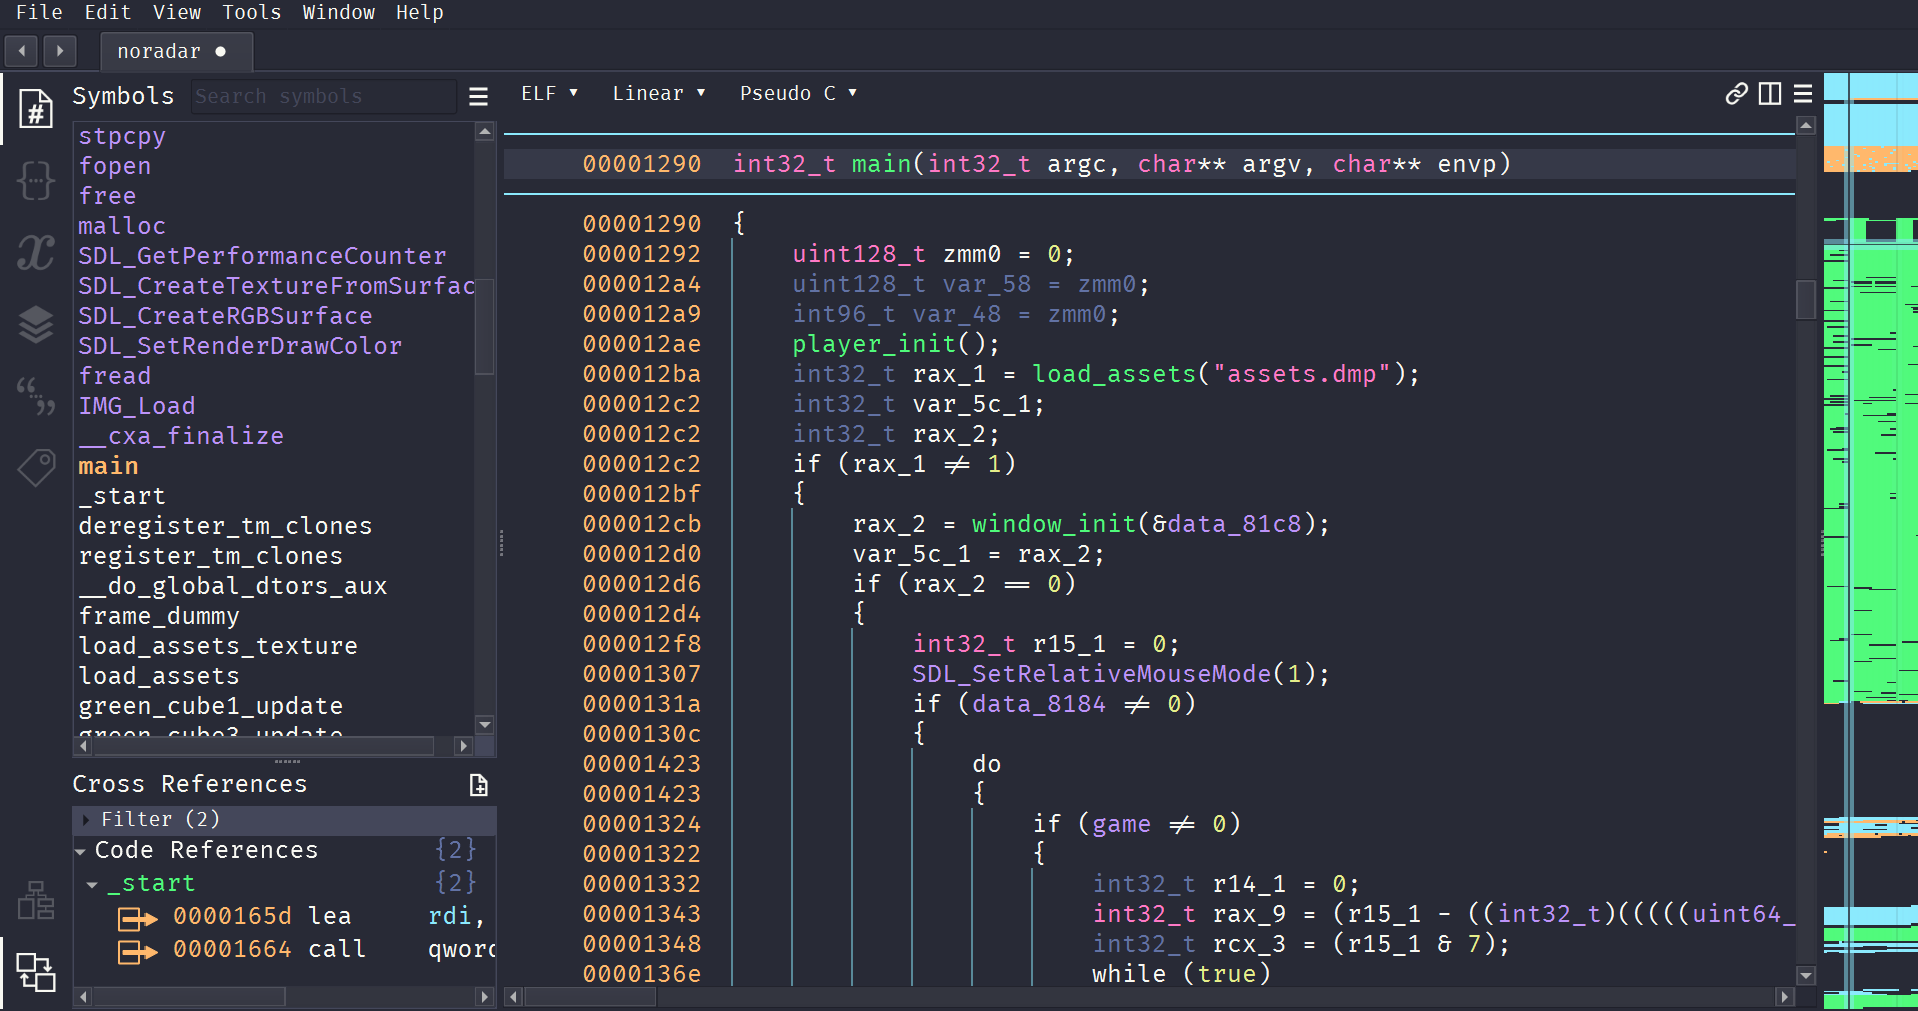 File Edit View Tools Window Help
noradar
Symbols Search symbols
stpcpy
fopen
free
malloc
SDL_GetPerformanceCounter
SDL_CreateTextureFromSurfac
SDL_CreateRGBSurface
SDL_SetRenderDrawColor
fread
IMG_Load
__cxa_finalize
main
_start
deregister_tm_clones
register_tm_clones
__do_global_dtors_aux
frame_dummy
load_assets_texture
load_assets
green_cube1_update
green_cube3_update
Cross References
Filter (2)
Code References {2}
_start {2}
0000165d lea rdi,
00001664 call qword
ELF ▼ Linear ▼ Pseudo C ▼
00001290 int32_t main(int32_t argc, char** argv, char** envp)
00001290 {
00001292 uint128_t zmm0 = 0;
000012a4 uint128_t var_58 = zmm0;
000012a9 int96_t var_48 = zmm0;
000012ae player_init();
000012ba int32_t rax_1 = load_assets("assets.dmp");
000012c2 int32_t var_5c_1;
000012c2 int32_t rax_2;
000012c2 if (rax_1 != 1)
000012bf {
000012cb rax_2 = window_init(&data_81c8);
000012d0 var_5c_1 = rax_2;
000012d6 if (rax_2 == 0)
000012d4 {
000012f8 int32_t r15_1 = 0;
00001307 SDL_SetRelativeMouseMode(1);
0000131a if (data_8184 != 0)
0000130c {
00001423 do
00001423 {
00001324 if (game != 0)
00001322 {
00001332 int32_t r14_1 = 0;
00001343 int32_t rax_9 = (r15_1 - ((int32_t)(((((uint64_
00001348 int32_t rcx_3 = (r15_1 & 7);
0000136e while (true)